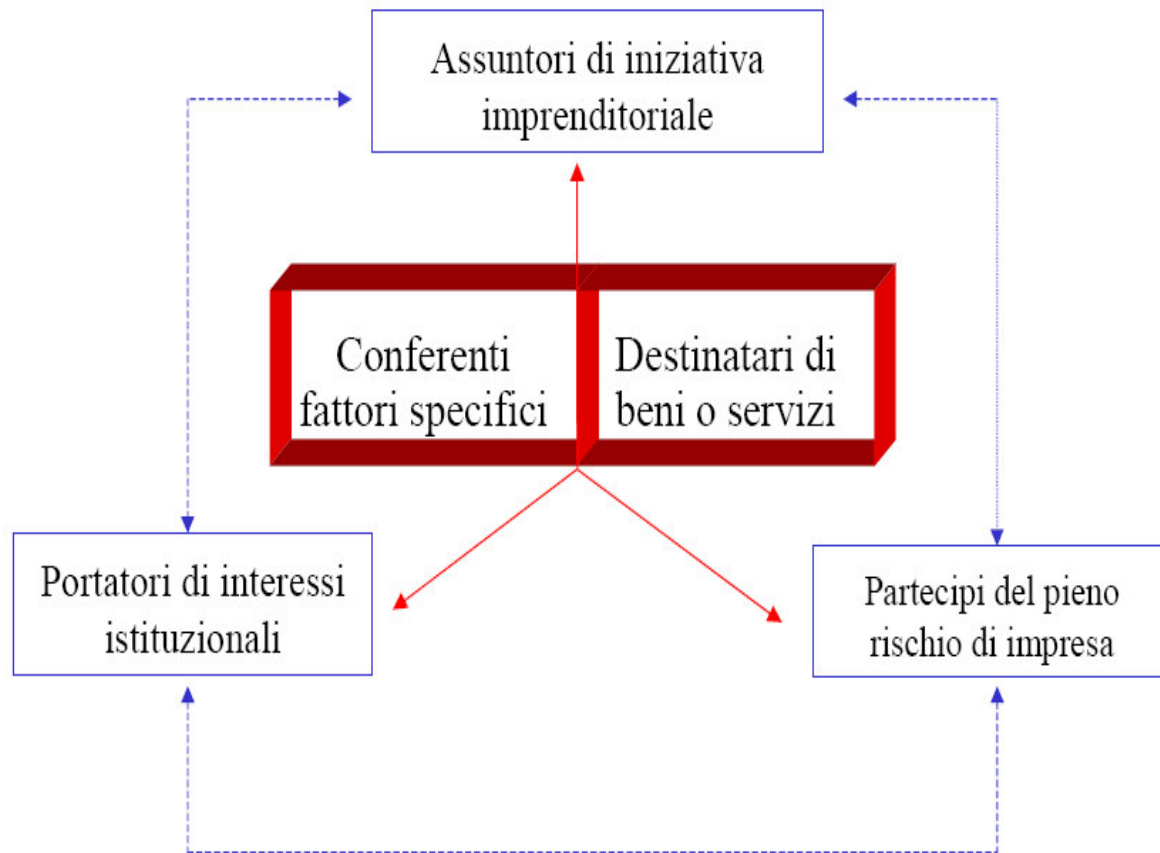 Assuntori di iniziativa
imprenditoriale
Conferenti
fattori specifici
Destinatari di
beni o servizi
Portatori di interessi
istituzionali
Partecipi del pieno
rischio di impresa